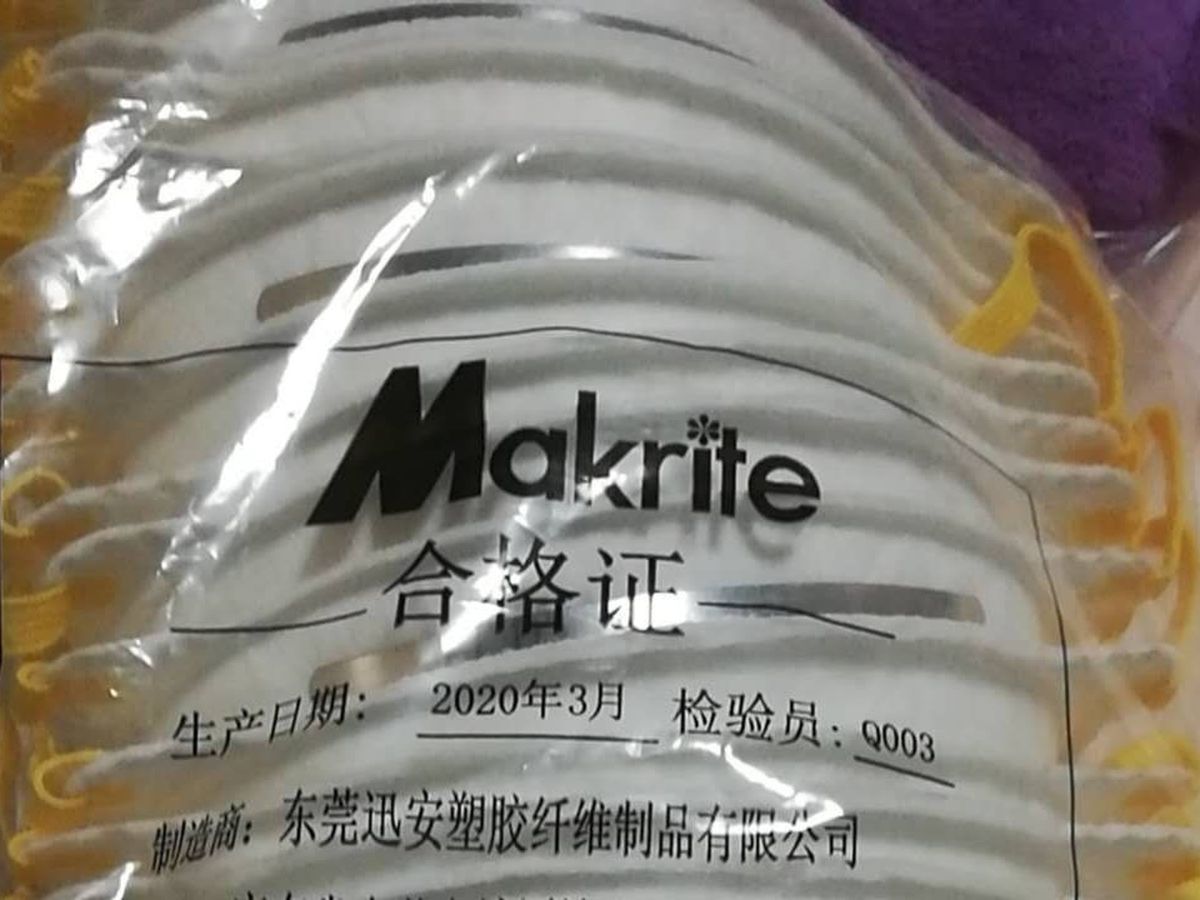 Makrite
合格证
生产日期: 2020年3月 检验员: Q003
制造商: 东莞迅安塑胶纤维制品有限公司